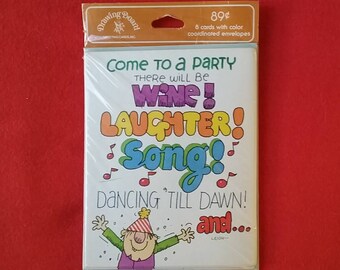 Drawing Board
89¢
8 cards with color
coordinated envelopes
COME TO A PARTY
THERE WILL BE
WINE!
LAUGHTER!
Song!
DANCING 'TILL DAWN!
and...